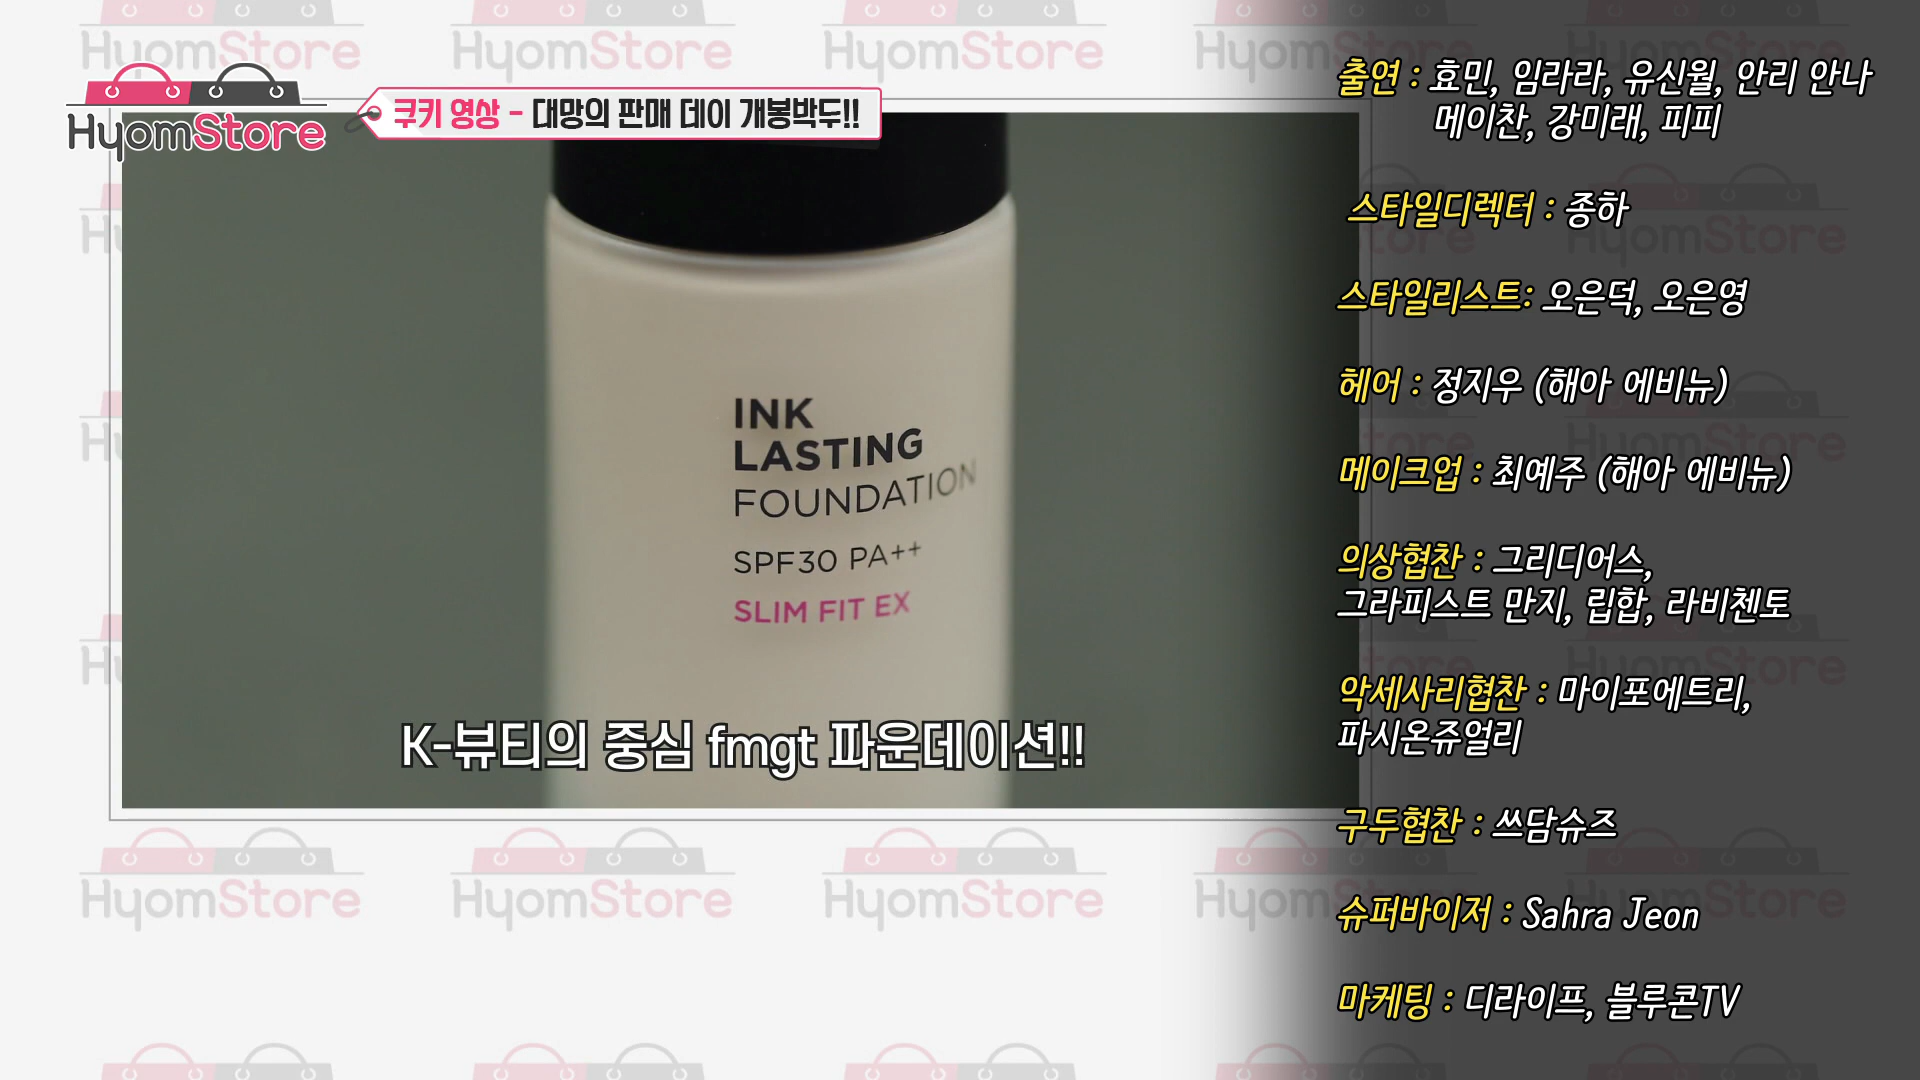 HyomStore
쿠키 영상 - 대망의 판매 데이 개봉박두!!
INK
LASTING
FOUNDATION
SPF30 PA++
SLIM FIT EX
K-뷰티의 중심 fmgt 파운데이션!!
출연 : 효민, 임라라, 유신월, 안리 안나
메이찬, 강미래, 피피
스타일디렉터 : 종하
스타일리스트: 오은덕, 오은영
헤어 : 정지우 (해아 에비뉴)
메이크업 : 최예주 (해아 에비뉴)
의상협찬 : 그리디어스,
그라피스트 만지, 립합, 라비첸토
악세사리협찬 : 마이포에트리,
파시온쥬얼리
구두협찬 : 쓰담슈즈
슈퍼바이저 : Sahra Jeon
마케팅 : 디라이프, 블루콘TV